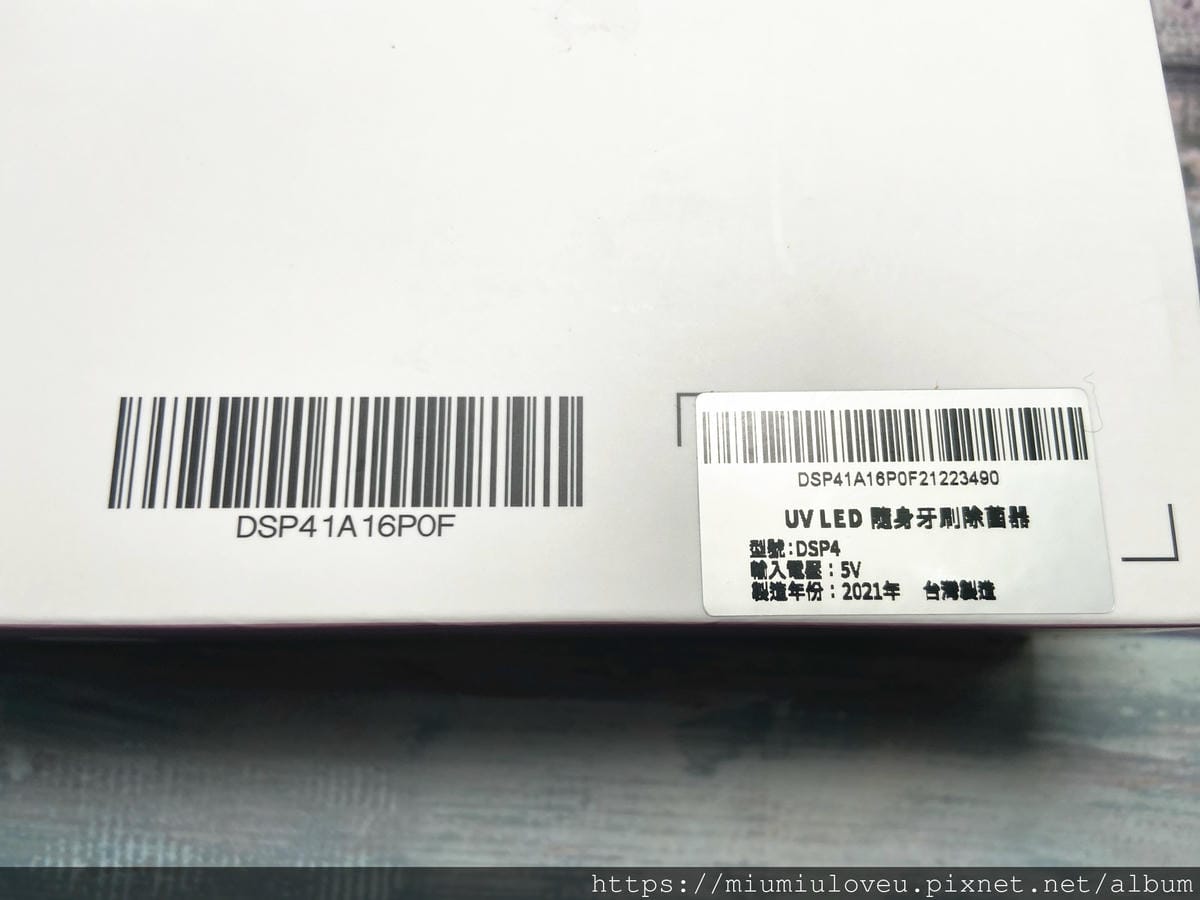 DSP41A16P0F
DSP41A16P0F21223490
UV LED 隨身牙刷除菌器
型號:DSP4
輸入電壓：5V
製造年份：2021年 台灣製造
https://miumiuloveu.pixnet.net/album